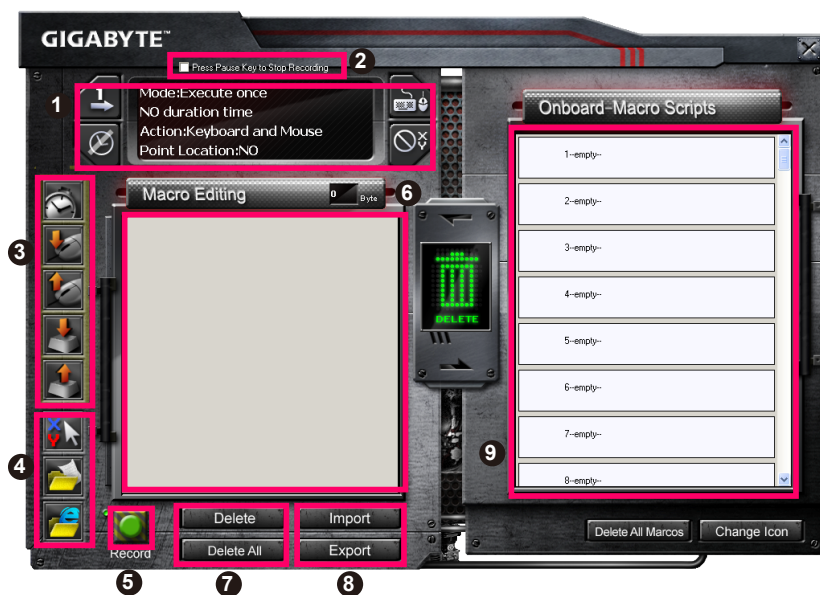 GIGABYTE™
2
Press Pause Key to Stop Recording
1
1
Mode:Execute once
NO duration time
Action:Keyboard and Mouse
Point Location:NO
X
Y
Onboard-Macro Scripts
Macro Editing
0
Byte
6
3
DELETE
1--empty--
2--empty--
3--empty--
4--empty--
5--empty--
6--empty--
7--empty--
8--empty--
9
X
Y
4
Record
Delete
Import
Delete All
Export
Delete All Marcos
Change Icon
5
7
8